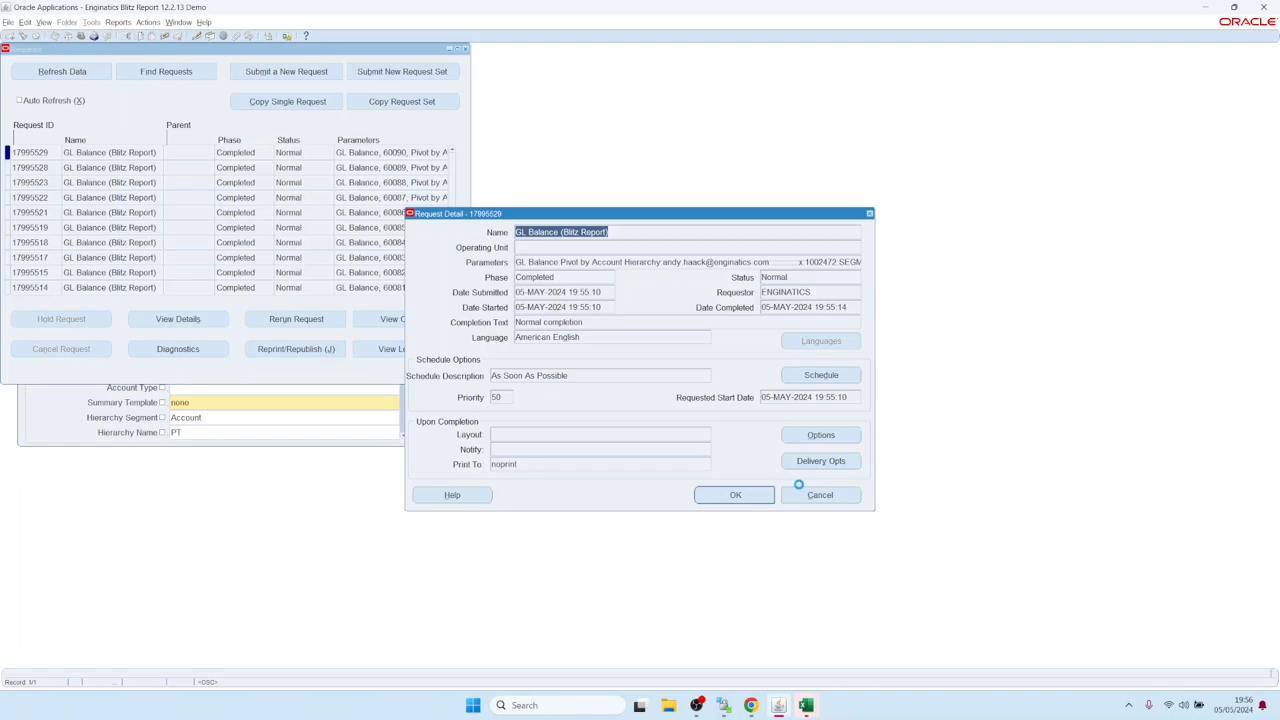 Oracle Applications - Enginatics Blitz Report 12.2.13 Demo
File Edit View Folder Tools Reports Actions Window Help
ORACLE
Requests
Refresh Data Find Requests Submit a New Request Submit New Request Set
Auto Refresh (X) Copy Single Request Copy Request Set
Request ID Parent
Name Phase Status Parameters
17995529 GL Balance (Blitz Report) Completed Normal GL Balance, 60090, Pivot by A
17995528 GL Balance (Blitz Report) Completed Normal GL Balance, 60089, Pivot by A
17995523 GL Balance (Blitz Report) Completed Normal GL Balance, 60088, Pivot by A
17995522 GL Balance (Blitz Report) Completed Normal GL Balance, 60087, Pivot by A
17995521 GL Balance (Blitz Report) Completed Normal GL Balance, 60086
17995519 GL Balance (Blitz Report) Completed Normal GL Balance, 60085
17995518 GL Balance (Blitz Report) Completed Normal GL Balance, 60084
17995517 GL Balance (Blitz Report) Completed Normal GL Balance, 60083
17995515 GL Balance (Blitz Report) Completed Normal GL Balance, 60082
17995514 GL Balance (Blitz Report) Completed Normal GL Balance, 60081
Hold Request View Details Rerun Request View O
Cancel Request Diagnostics Reprint/Republish (J) View Lo
Account Type
Summary Template none
Hierarchy Segment Account
Hierarchy Name PT
Request Detail - 17995529
Name GL Balance (Blitz Report)
Operating Unit
Parameters GL Balance Pivot by Account Hierarchy andy.haack@enginatics.com x 1002472 SEGM
Phase Completed Status Normal
Date Submitted 05-MAY-2024 19:55:10 Requestor ENGINATICS
Date Started 05-MAY-2024 19:55:10 Date Completed 05-MAY-2024 19:55:14
Completion Text Normal completion
Language American English Languages
Schedule Options
Schedule Description As Soon As Possible Schedule
Priority 50 Requested Start Date 05-MAY-2024 19:55:10
Upon Completion
Layout: Options
Notify:
Print To: noprint Delivery Opts
Help OK Cancel
Record: 1/1 ... <OSC>
Search
19:56
05/05/2024